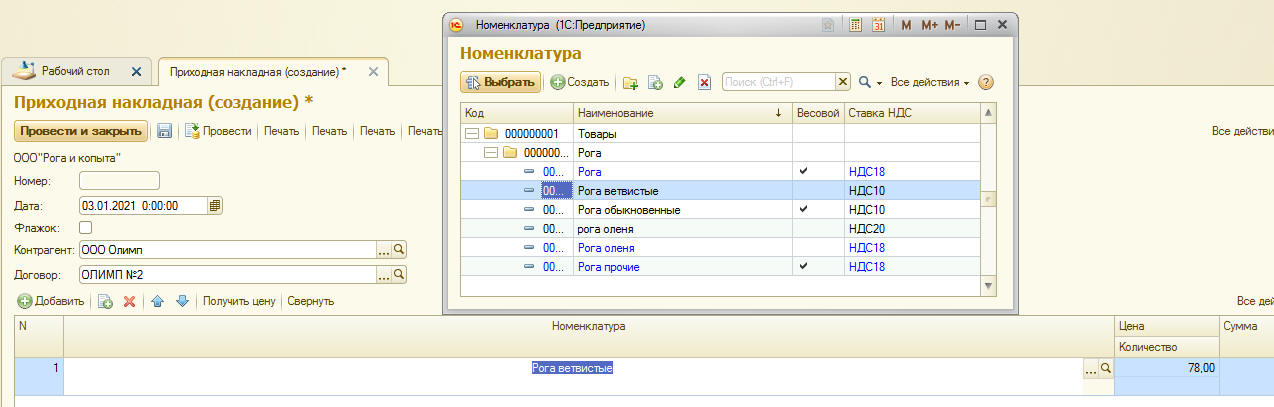 Номенклатура (1С:Предприятие)
M M+ M-
Номенклатура
Выбрать Создать Поиск (Ctrl+F) Все действия
Код Наименование Весовой Ставка НДС
000000001 Товары
000000... Рога
00... Рога НДС18
00... Рога ветвистые НДС10
00... Рога обыкновенные НДС10
00... рога оленя НДС20
00... Рога оленя НДС18
00... Рога прочие НДС18
Рабочий стол Приходная накладная (создание) *
Приходная накладная (создание) *
Провести и закрыть Провести Печать Печать Печать Печать Все действи
ООО"Рога и копыта"
Номер:
Дата: 03.01.2021 0:00:00
Флажок:
Контрагент: ООО Олимп ...
Договор: ОЛИМП №2 ...
Добавить Получить цену Свернуть Все дей
N Номенклатура Цена Сумма
Количество
1 Рога ветвистые ... 78,00